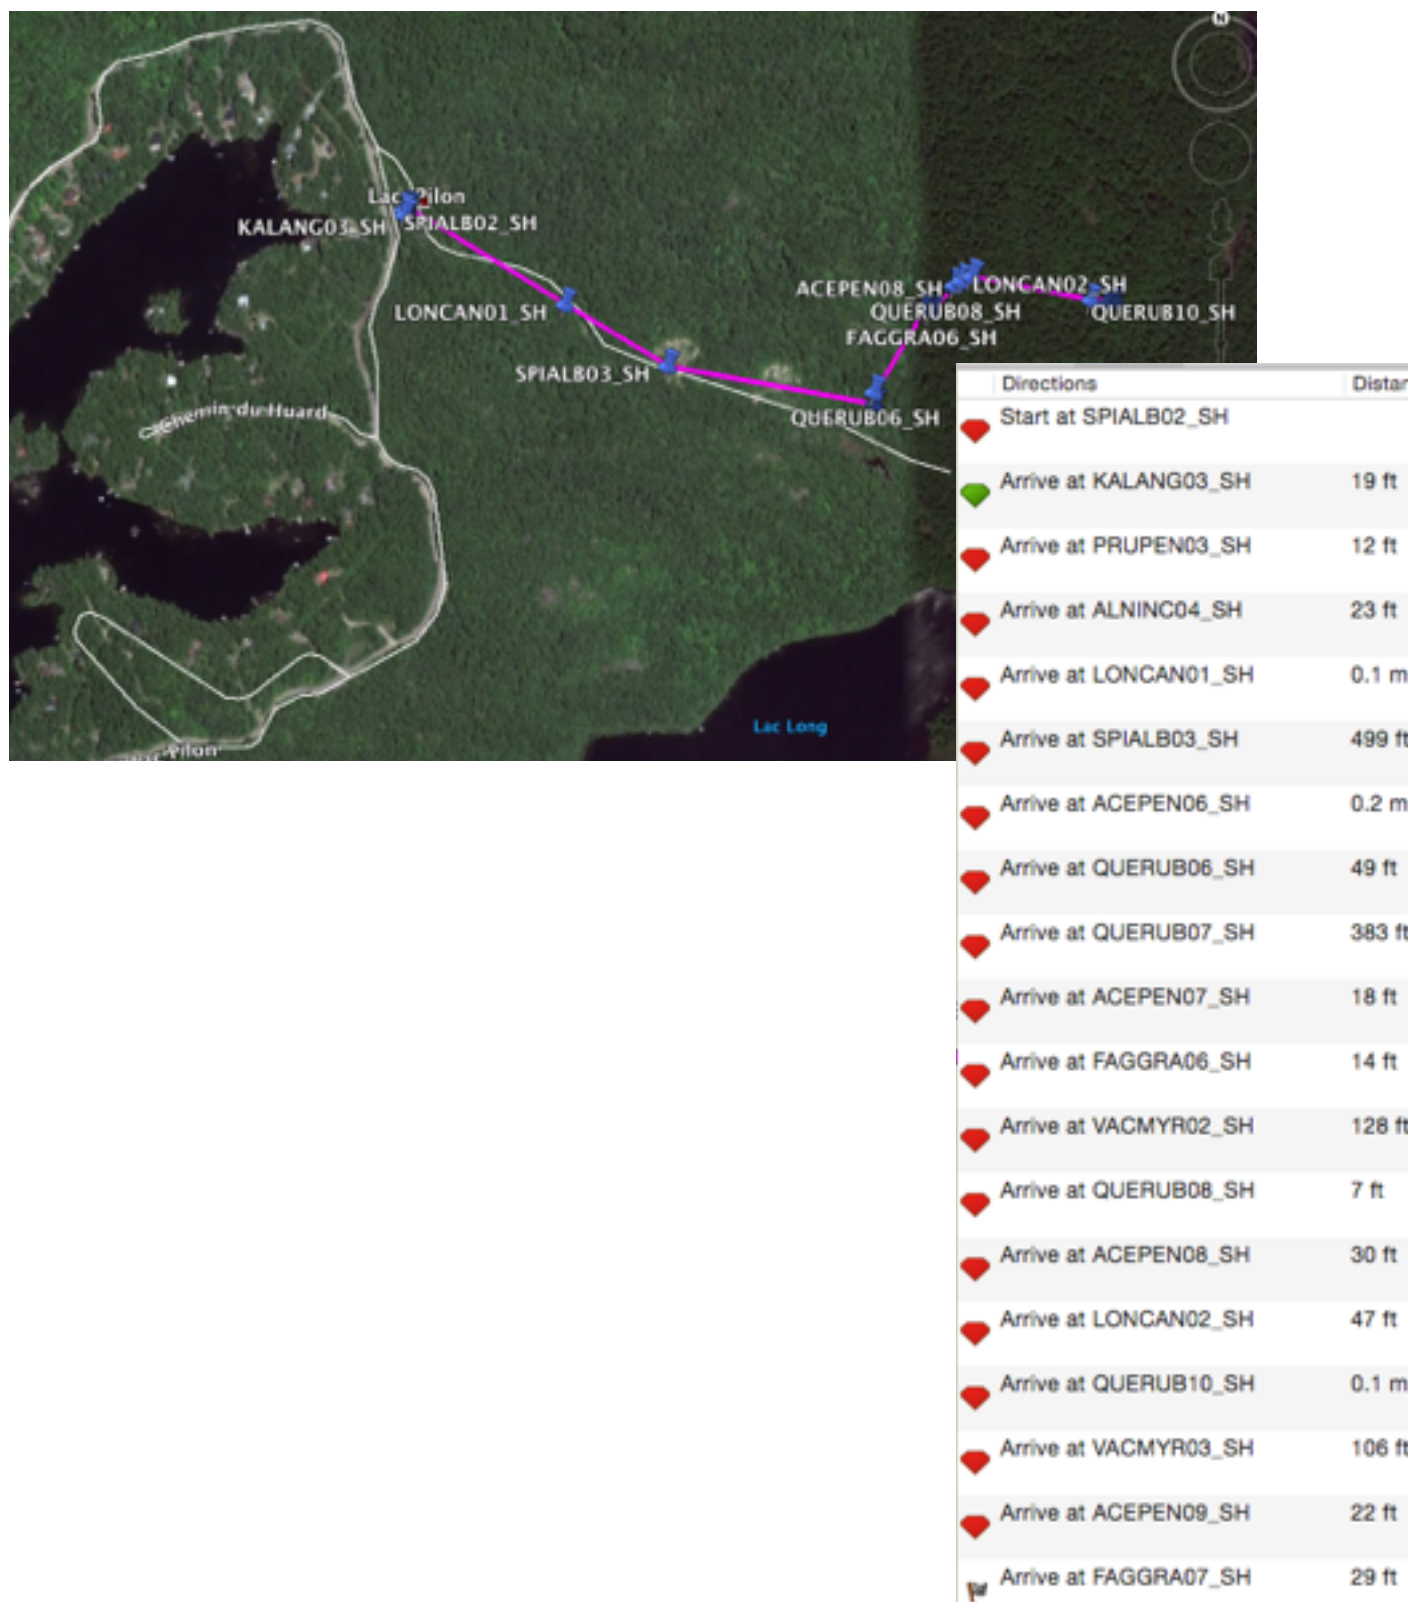 N
Lac Pilon
KALANG03_SH
SPIALB02_SH
LONCAN01_SH
SPIALB03_SH
ACEPEN08_SH
LONCAN02_SH
QUERUB08_SH
QUERUB10_SH
FAGGRA06_SH
QUERUB06_SH
Chemin du Huard
Lac Long
Pilon
Directions Distan
Start at SPIALB02_SH
Arrive at KALANG03_SH 19 ft
Arrive at PRUPEN03_SH 12 ft
Arrive at ALNINC04_SH 23 ft
Arrive at LONCAN01_SH 0.1 m
Arrive at SPIALB03_SH 499 ft
Arrive at ACEPEN06_SH 0.2 m
Arrive at QUERUB06_SH 49 ft
Arrive at QUERUB07_SH 383 ft
Arrive at ACEPEN07_SH 18 ft
Arrive at FAGGRA06_SH 14 ft
Arrive at VACMYR02_SH 128 ft
Arrive at QUERUB08_SH 7 ft
Arrive at ACEPEN08_SH 30 ft
Arrive at LONCAN02_SH 47 ft
Arrive at QUERUB10_SH 0.1 m
Arrive at VACMYR03_SH 106 ft
Arrive at ACEPEN09_SH 22 ft
Arrive at FAGGRA07_SH 29 ft